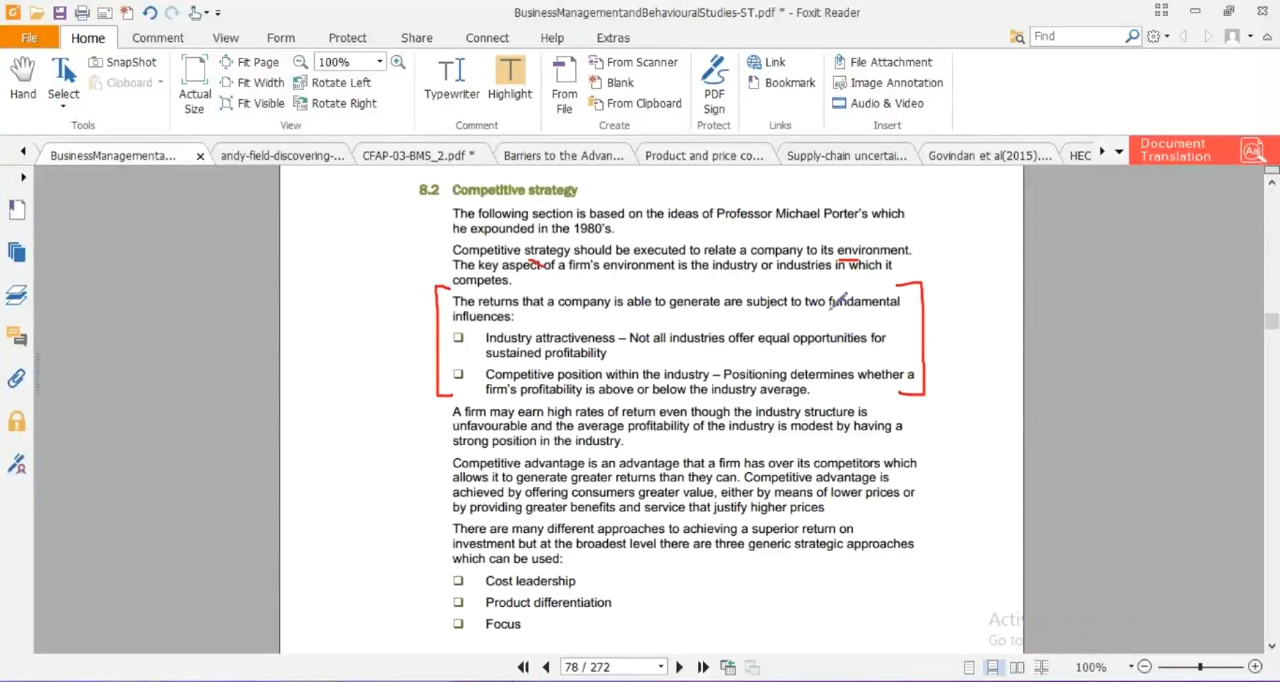 BusinessManagementandBehaviouralStudies-ST.pdf * - Foxit Reader
File Home Comment View Form Protect Share Connect Help Extras Find
Hand
Select
SnapShot
Clipboard
Tools
Actual
Size
Fit Page
Fit Width
Fit Visible
100%
Rotate Left
Rotate Right
View
Typewriter
Highlight
Comment
From
File
From Scanner
Blank
From Clipboard
Create
PDF
Sign
Protect
Link
Bookmark
Links
File Attachment
Image Annotation
Audio & Video
Insert
BusinessManagementa... andy-field-discovering-... CFAP-03-BMS_2.pdf * Barriers to the Advan... Product and price co... Supply-chain uncertai... Govindan et al(2015).... HEC
Document
Translation
8.2 Competitive strategy
The following section is based on the ideas of Professor Michael Porter's which
he expounded in the 1980's.
Competitive strategy should be executed to relate a company to its environment.
The key aspect of a firm's environment is the industry or industries in which it
competes.
The returns that a company is able to generate are subject to two fundamental
influences:
Industry attractiveness – Not all industries offer equal opportunities for
sustained profitability
Competitive position within the industry – Positioning determines whether a
firm's profitability is above or below the industry average.
A firm may earn high rates of return even though the industry structure is
unfavourable and the average profitability of the industry is modest by having a
strong position in the industry.
Competitive advantage is an advantage that a firm has over its competitors which
allows it to generate greater returns than they can. Competitive advantage is
achieved by offering consumers greater value, either by means of lower prices or
by providing greater benefits and service that justify higher prices
There are many different approaches to achieving a superior return on
investment but at the broadest level there are three generic strategic approaches
which can be used:
Cost leadership
Product differentiation
Focus
Go to
78 / 272
100%